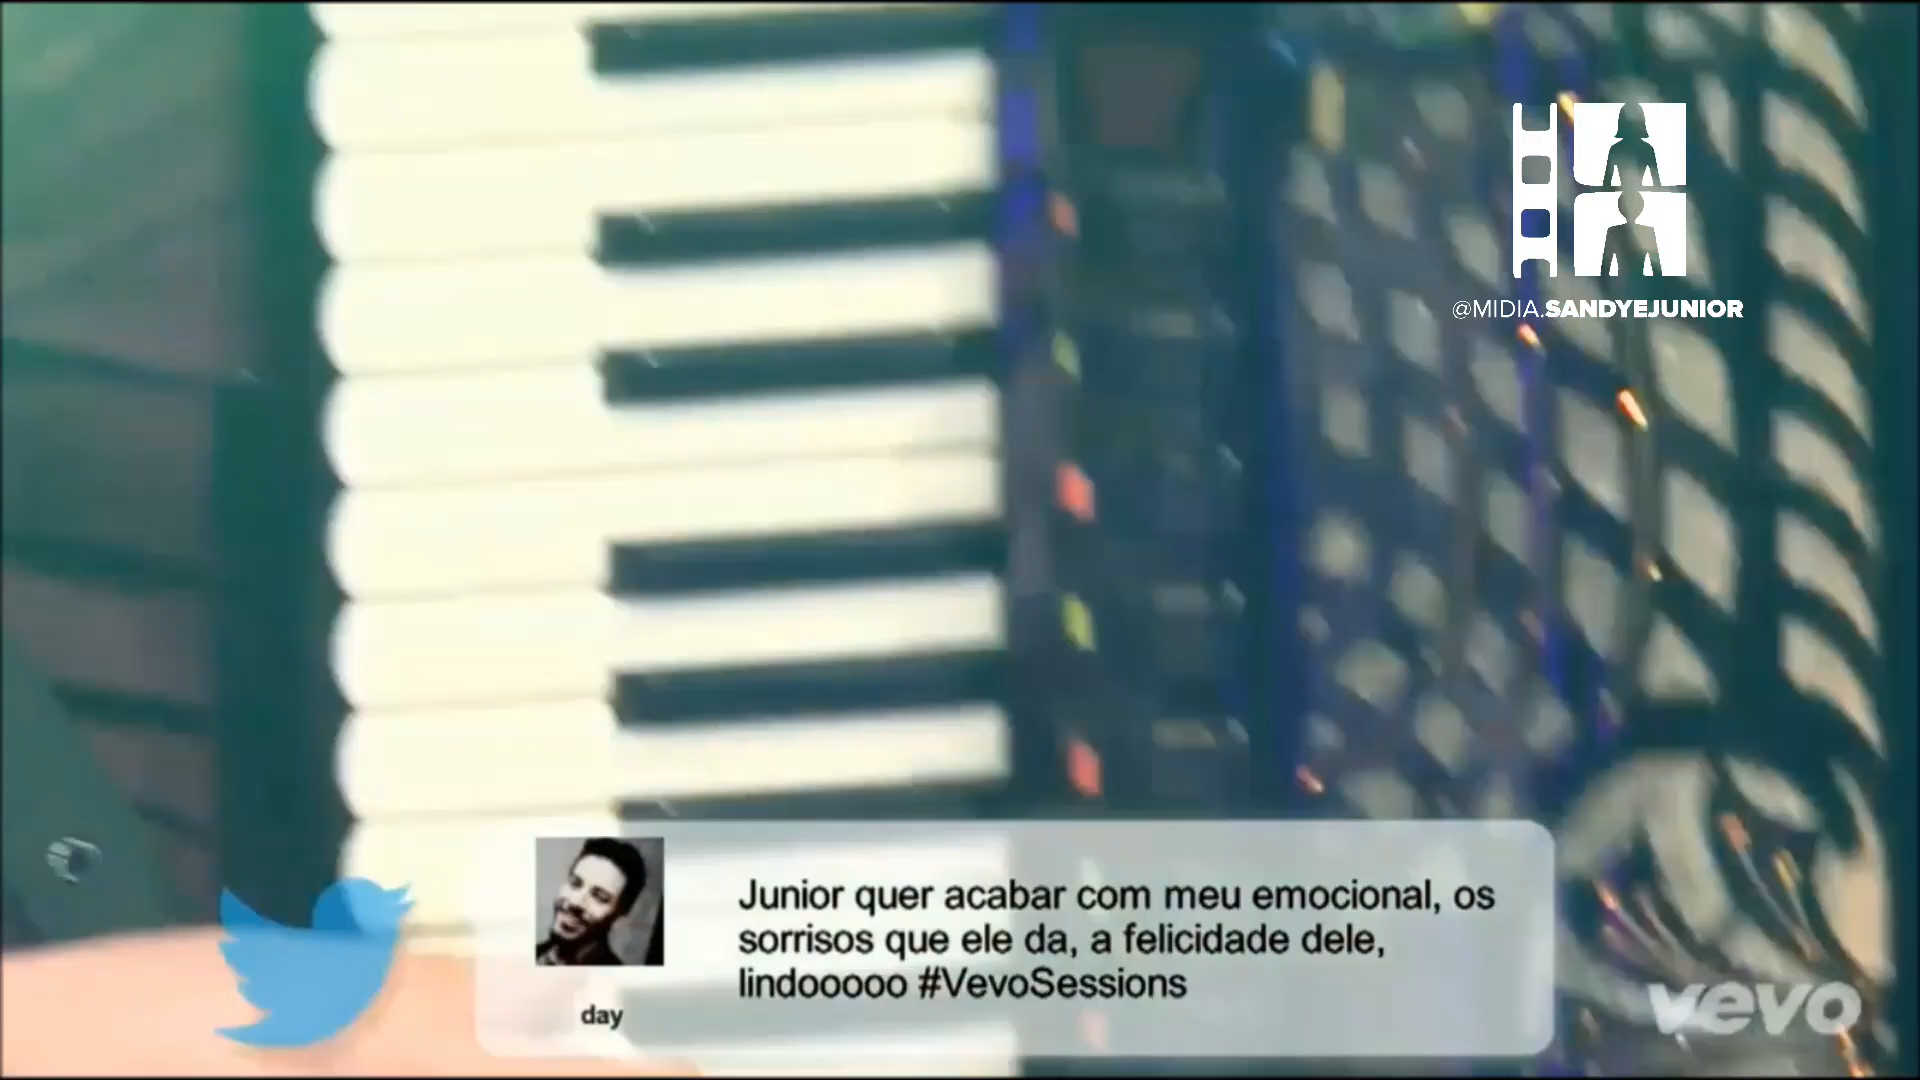 @MIDIA.SANDYEJUNIOR
Junior quer acabar com meu emocional, os
sorrisos que ele da, a felicidade dele,
lindooooo #VevoSessions
day
vevo